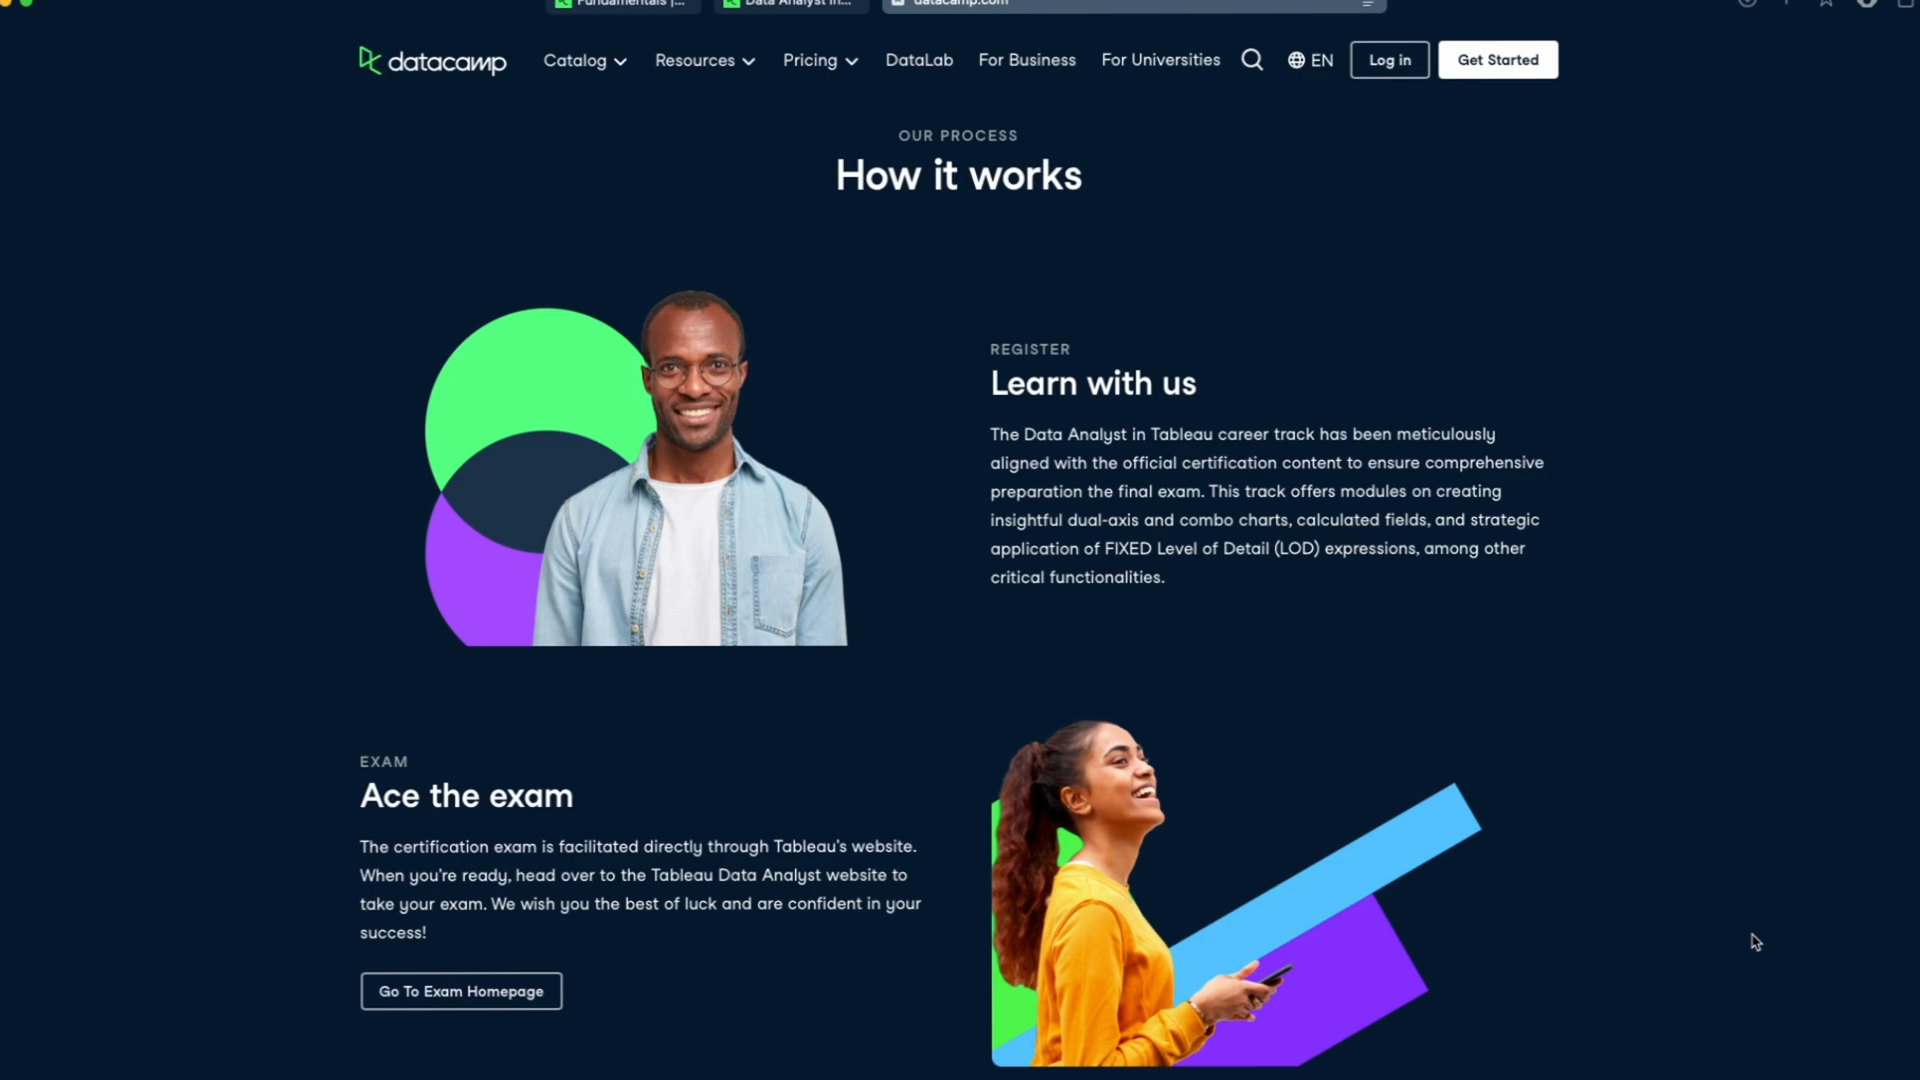 Fundamentals |...
Data Analyst in...
datacamp.com
datacamp
Catalog
Resources
Pricing
DataLab
For Business
For Universities
EN
Log in
Get Started
OUR PROCESS
How it works
REGISTER
Learn with us
The Data Analyst in Tableau career track has been meticulously
aligned with the official certification content to ensure comprehensive
preparation the final exam. This track offers modules on creating
insightful dual-axis and combo charts, calculated fields, and strategic
application of FIXED Level of Detail (LOD) expressions, among other
critical functionalities.
EXAM
Ace the exam
The certification exam is facilitated directly through Tableau's website.
When you're ready, head over to the Tableau Data Analyst website to
take your exam. We wish you the best of luck and are confident in your
success!
Go To Exam Homepage